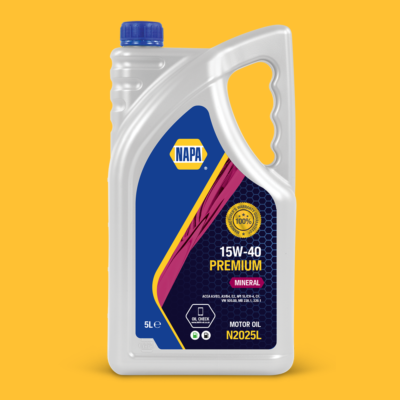 NAPA
100%
15W-40
PREMIUM
MINERAL
OIL CHECK
MOTOR OIL
N2025L
5L℮